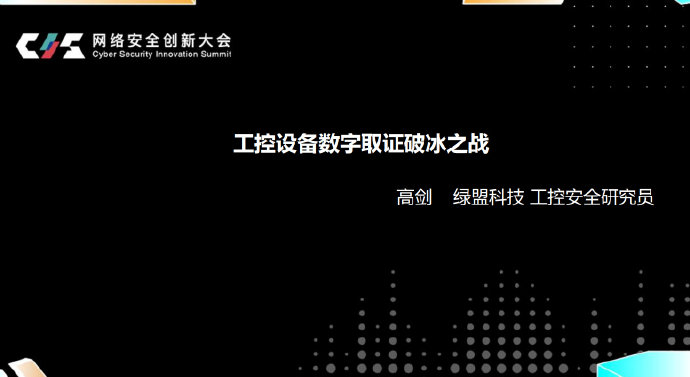 CIS 网络安全创新大会
Cyber Security Innovation Summit
工控设备数字取证破冰之战
高剑 绿盟科技 工控安全研究员